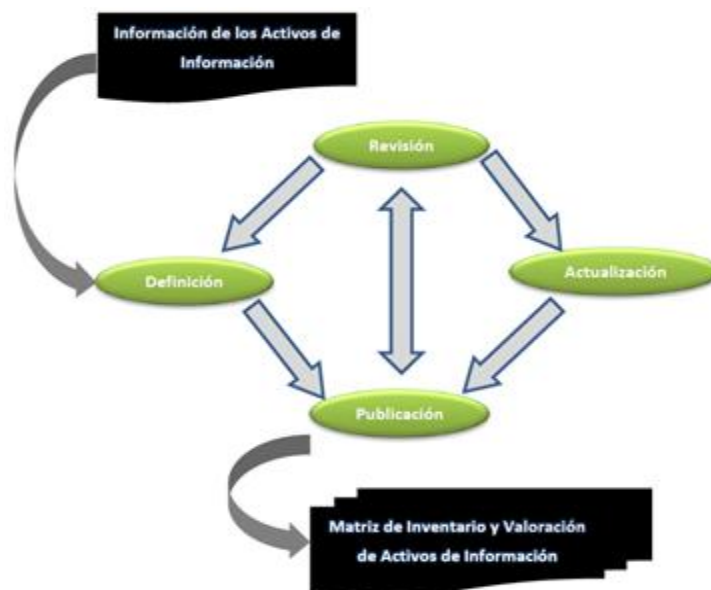 Información de los Activos de
Información
Revisión
Definición
Actualización
Publicación
Matriz de Inventario y Valoración
de Activos de Información